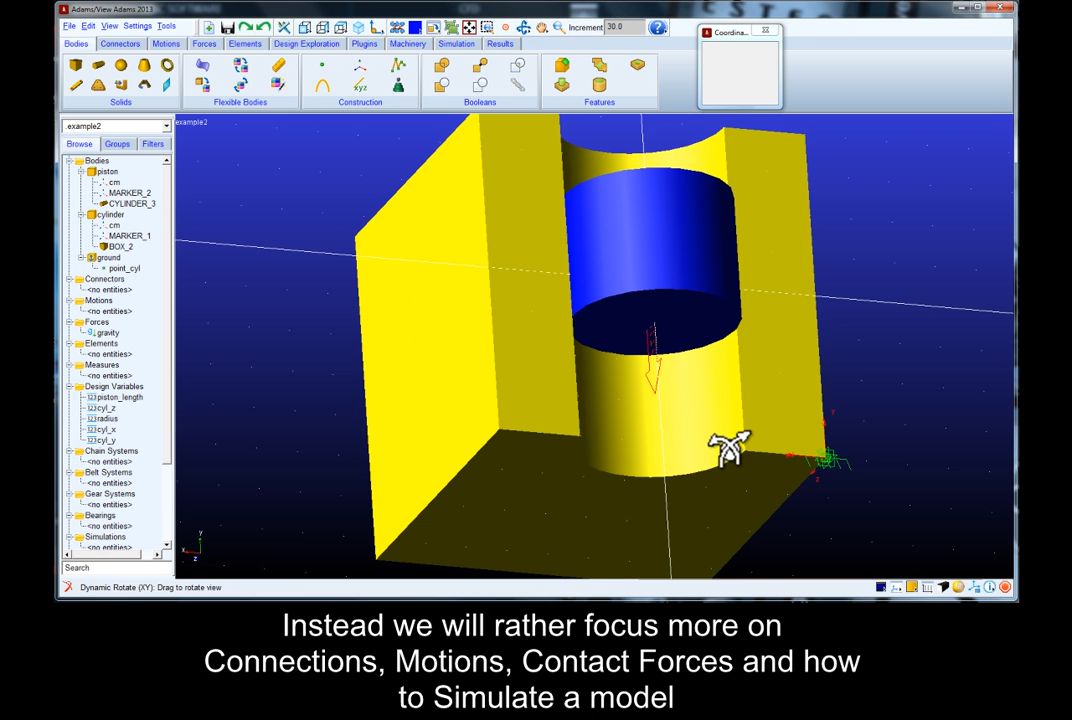 Adams/View Adams 2013
File Edit View Settings Tools
Increment 30.0
Coordina...
Bodies Connectors Motions Forces Elements Design Exploration Plugins Machinery Simulation Results
Solids Flexible Bodies Construction Booleans Features
.example2
example2
Browse Groups Filters
Bodies
piston
cm
MARKER_2
CYLINDER_3
cylinder
cm
MARKER_1
BOX_2
ground
point_cyl
Connectors
<no entities>
Motions
<no entities>
Forces
gravity
Elements
<no entities>
Measures
<no entities>
Design Variables
piston_length
cyl_z
radius
cyl_x
cyl_y
Chain Systems
<no entities>
Belt Systems
<no entities>
Gear Systems
<no entities>
Bearings
<no entities>
Simulations
<no entities>
Search
Dynamic Rotate (XY): Drag to rotate view
Instead we will rather focus more on
Connections, Motions, Contact Forces and how
to Simulate a model